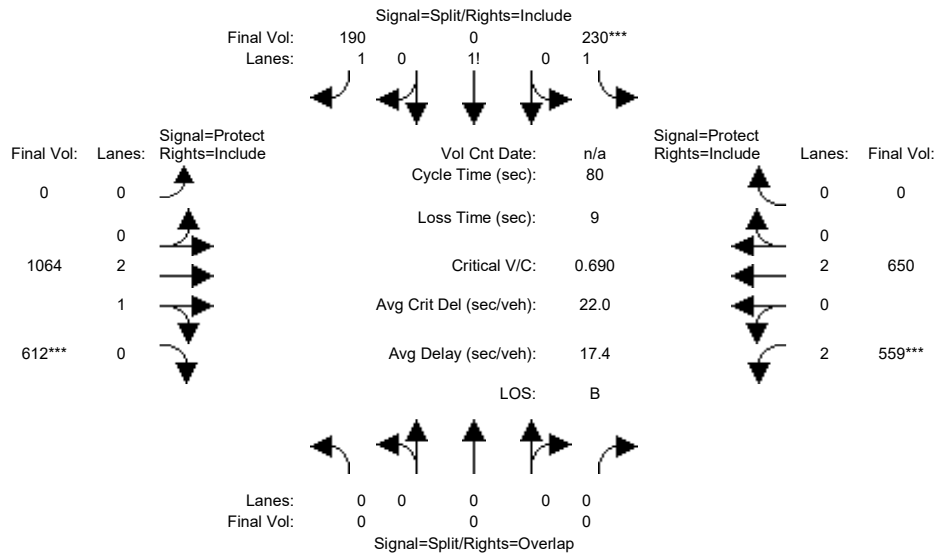 Signal=Split/Rights=Include
Final Vol: 190 0 230***
Lanes: 1 0 1! 0 1
Signal=Protect Signal=Protect
Final Vol: Lanes: Rights=Include Vol Cnt Date: n/a Rights=Include Lanes: Final Vol:
Cycle Time (sec): 80
0 0 0 0
Loss Time (sec): 9
0 0
1064 2 Critical V/C: 0.690 2 650
1 Avg Crit Del (sec/veh): 22.0 0
612*** 0 Avg Delay (sec/veh): 17.4 2 559***
LOS: B
Lanes: 0 0 0 0 0
Final Vol: 0 0 0
Signal=Split/Rights=Overlap